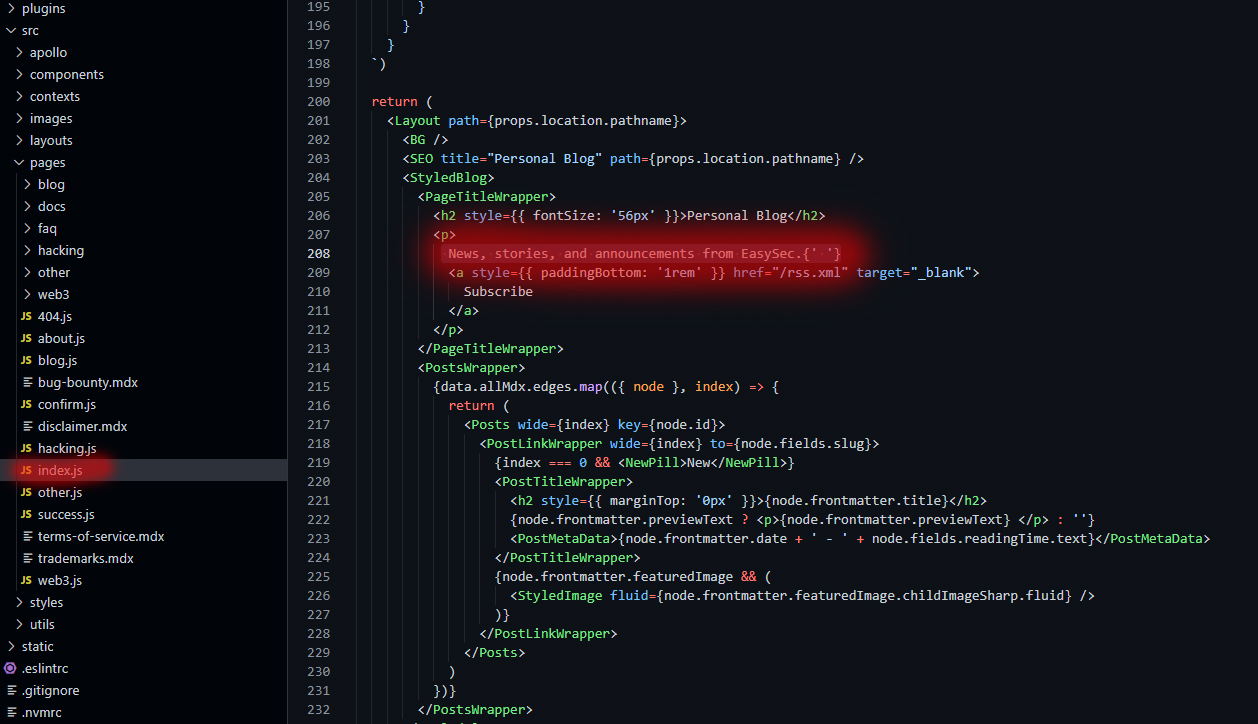 plugins
src
apollo
components
contexts
images
layouts
pages
blog
docs
faq
hacking
other
web3
JS 404.js
JS about.js
JS blog.js
bug-bounty.mdx
JS confirm.js
disclaimer.mdx
JS hacking.js
JS index.js
JS other.js
JS success.js
terms-of-service.mdx
trademarks.mdx
JS web3.js
styles
utils
static
.eslintrc
.gitignore
.nvmrc
195 }
196 }
197 }
198 `)
199
200 return (
201 <Layout path={props.location.pathname}>
202 <BG />
203 <SEO title="Personal Blog" path={props.location.pathname} />
204 <StyledBlog>
205 <PageTitleWrapper>
206 <h2 style={{ fontSize: '56px' }}>Personal Blog</h2>
207 <p>
208 News, stories, and announcements from EasySec.{' '}
209 <a style={{ paddingBottom: '1rem' }} href="/rss.xml" target="_blank">
210 Subscribe
211 </a>
212 </p>
213 </PageTitleWrapper>
214 <PostsWrapper>
215 {data.allMdx.edges.map(({ node }, index) => {
216 return (
217 <Posts wide={index} key={node.id}>
218 <PostLinkWrapper wide={index} to={node.fields.slug}>
219 {index === 0 && <NewPill>New</NewPill>}
220 <PostTitleWrapper>
221 <h2 style={{ marginTop: '0px' }}>{node.frontmatter.title}</h2>
222 {node.frontmatter.previewText ? <p>{node.frontmatter.previewText} </p> : ''}
223 <PostMetaData>{node.frontmatter.date + ' - ' + node.fields.readingTime.text}</PostMetaData>
224 </PostTitleWrapper>
225 {node.frontmatter.featuredImage && (
226 <StyledImage fluid={node.frontmatter.featuredImage.childImageSharp.fluid} />
227 )}
228 </PostLinkWrapper>
229 </Posts>
230 )
231 })}
232 </PostsWrapper>